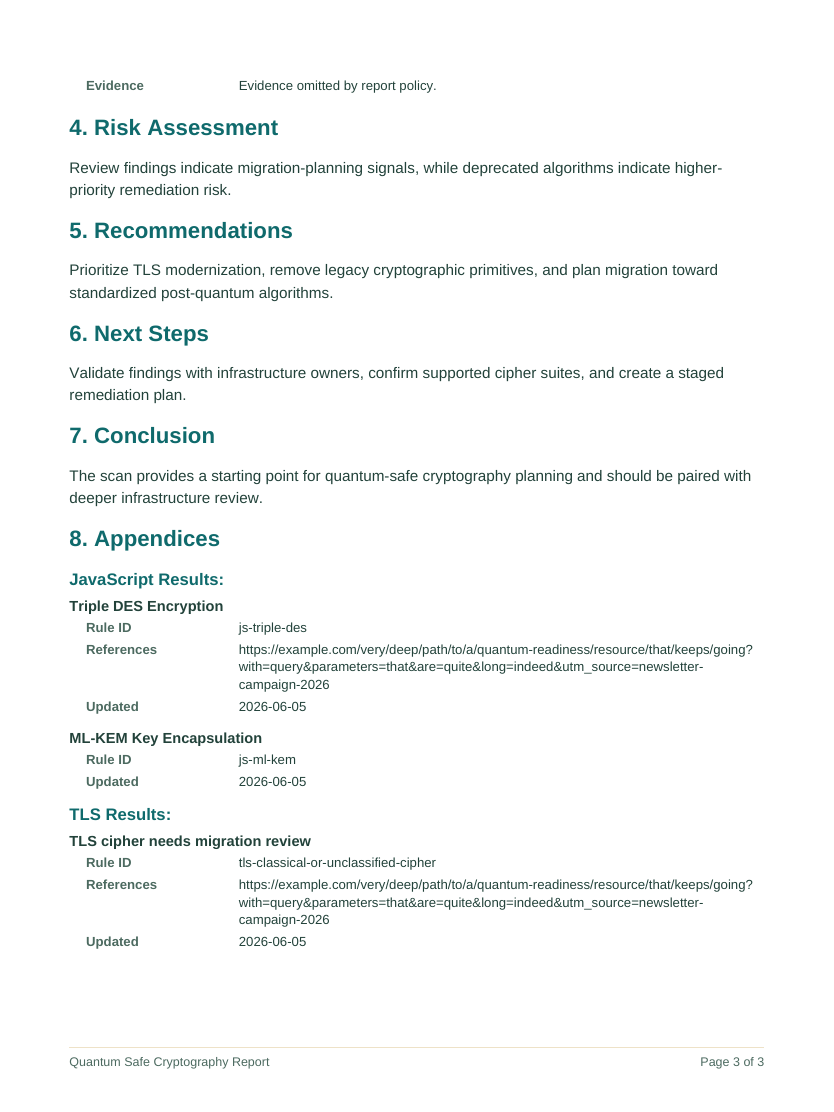 Evidence Evidence omitted by report policy.
4. Risk Assessment
Review findings indicate migration-planning signals, while deprecated algorithms indicate higher-
priority remediation risk.
5. Recommendations
Prioritize TLS modernization, remove legacy cryptographic primitives, and plan migration toward
standardized post-quantum algorithms.
6. Next Steps
Validate findings with infrastructure owners, confirm supported cipher suites, and create a staged
remediation plan.
7. Conclusion
The scan provides a starting point for quantum-safe cryptography planning and should be paired with
deeper infrastructure review.
8. Appendices
JavaScript Results:
Triple DES Encryption
Rule ID js-triple-des
References https://example.com/very/deep/path/to/a/quantum-readiness/resource/that/keeps/going?
with=query&parameters=that&are=quite&long=indeed&utm_source=newsletter-
campaign-2026
Updated 2026-06-05
ML-KEM Key Encapsulation
Rule ID js-ml-kem
Updated 2026-06-05
TLS Results:
TLS cipher needs migration review
Rule ID tls-classical-or-unclassified-cipher
References https://example.com/very/deep/path/to/a/quantum-readiness/resource/that/keeps/going?
with=query&parameters=that&are=quite&long=indeed&utm_source=newsletter-
campaign-2026
Updated 2026-06-05
Quantum Safe Cryptography Report Page 3 of 3